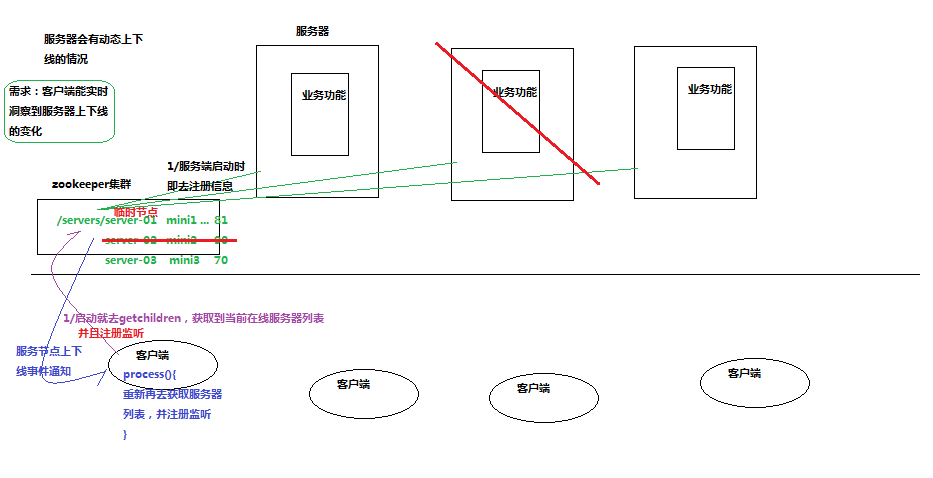 服务器会有动态上下
线的情况
需求：客户端能实时
洞察到服务器上下线
的变化
服务器
业务功能
业务功能
业务功能
1/服务端启动时
即去注册信息
zookeeper集群
临时节点
/servers/server-01 mini1 ... 81
server-02 mini2
server-03 mini3 70
1/启动就去getchildren，获取到当前在线服务器列表
并且注册监听
服务节点上下
线事件通知
客户端
process(){
重新再去获取服务器
列表，并注册监听
}
客户端
客户端
客户端